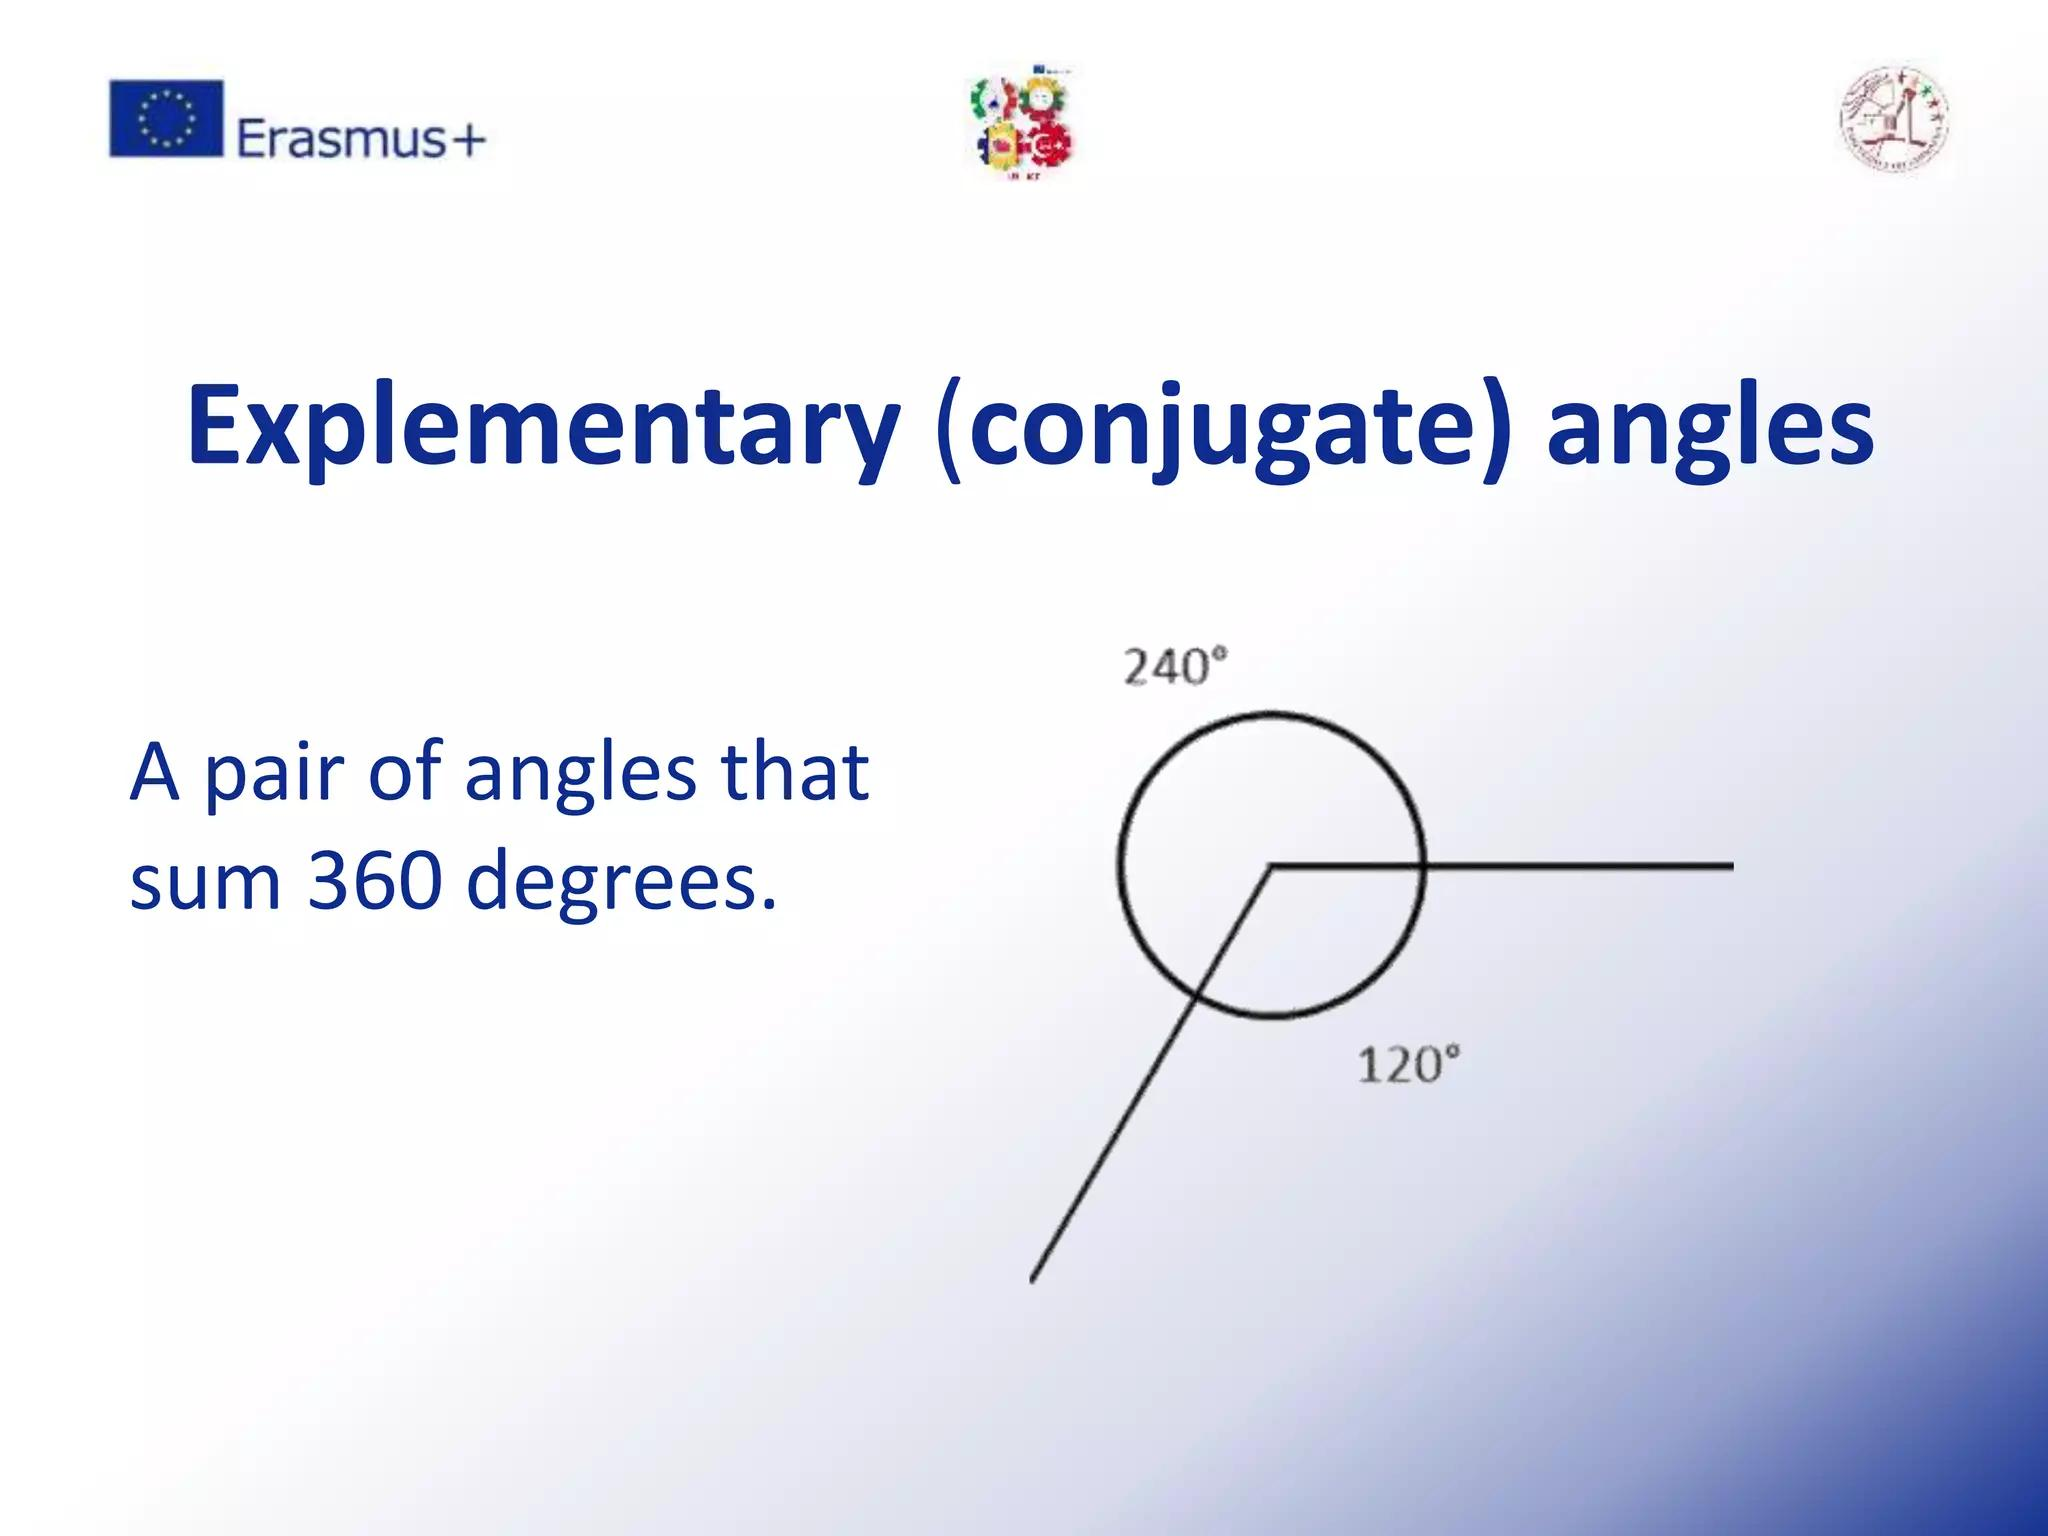 Erasmus+
Explementary (conjugate) angles
240°
A pair of angles that
sum 360 degrees.
120°